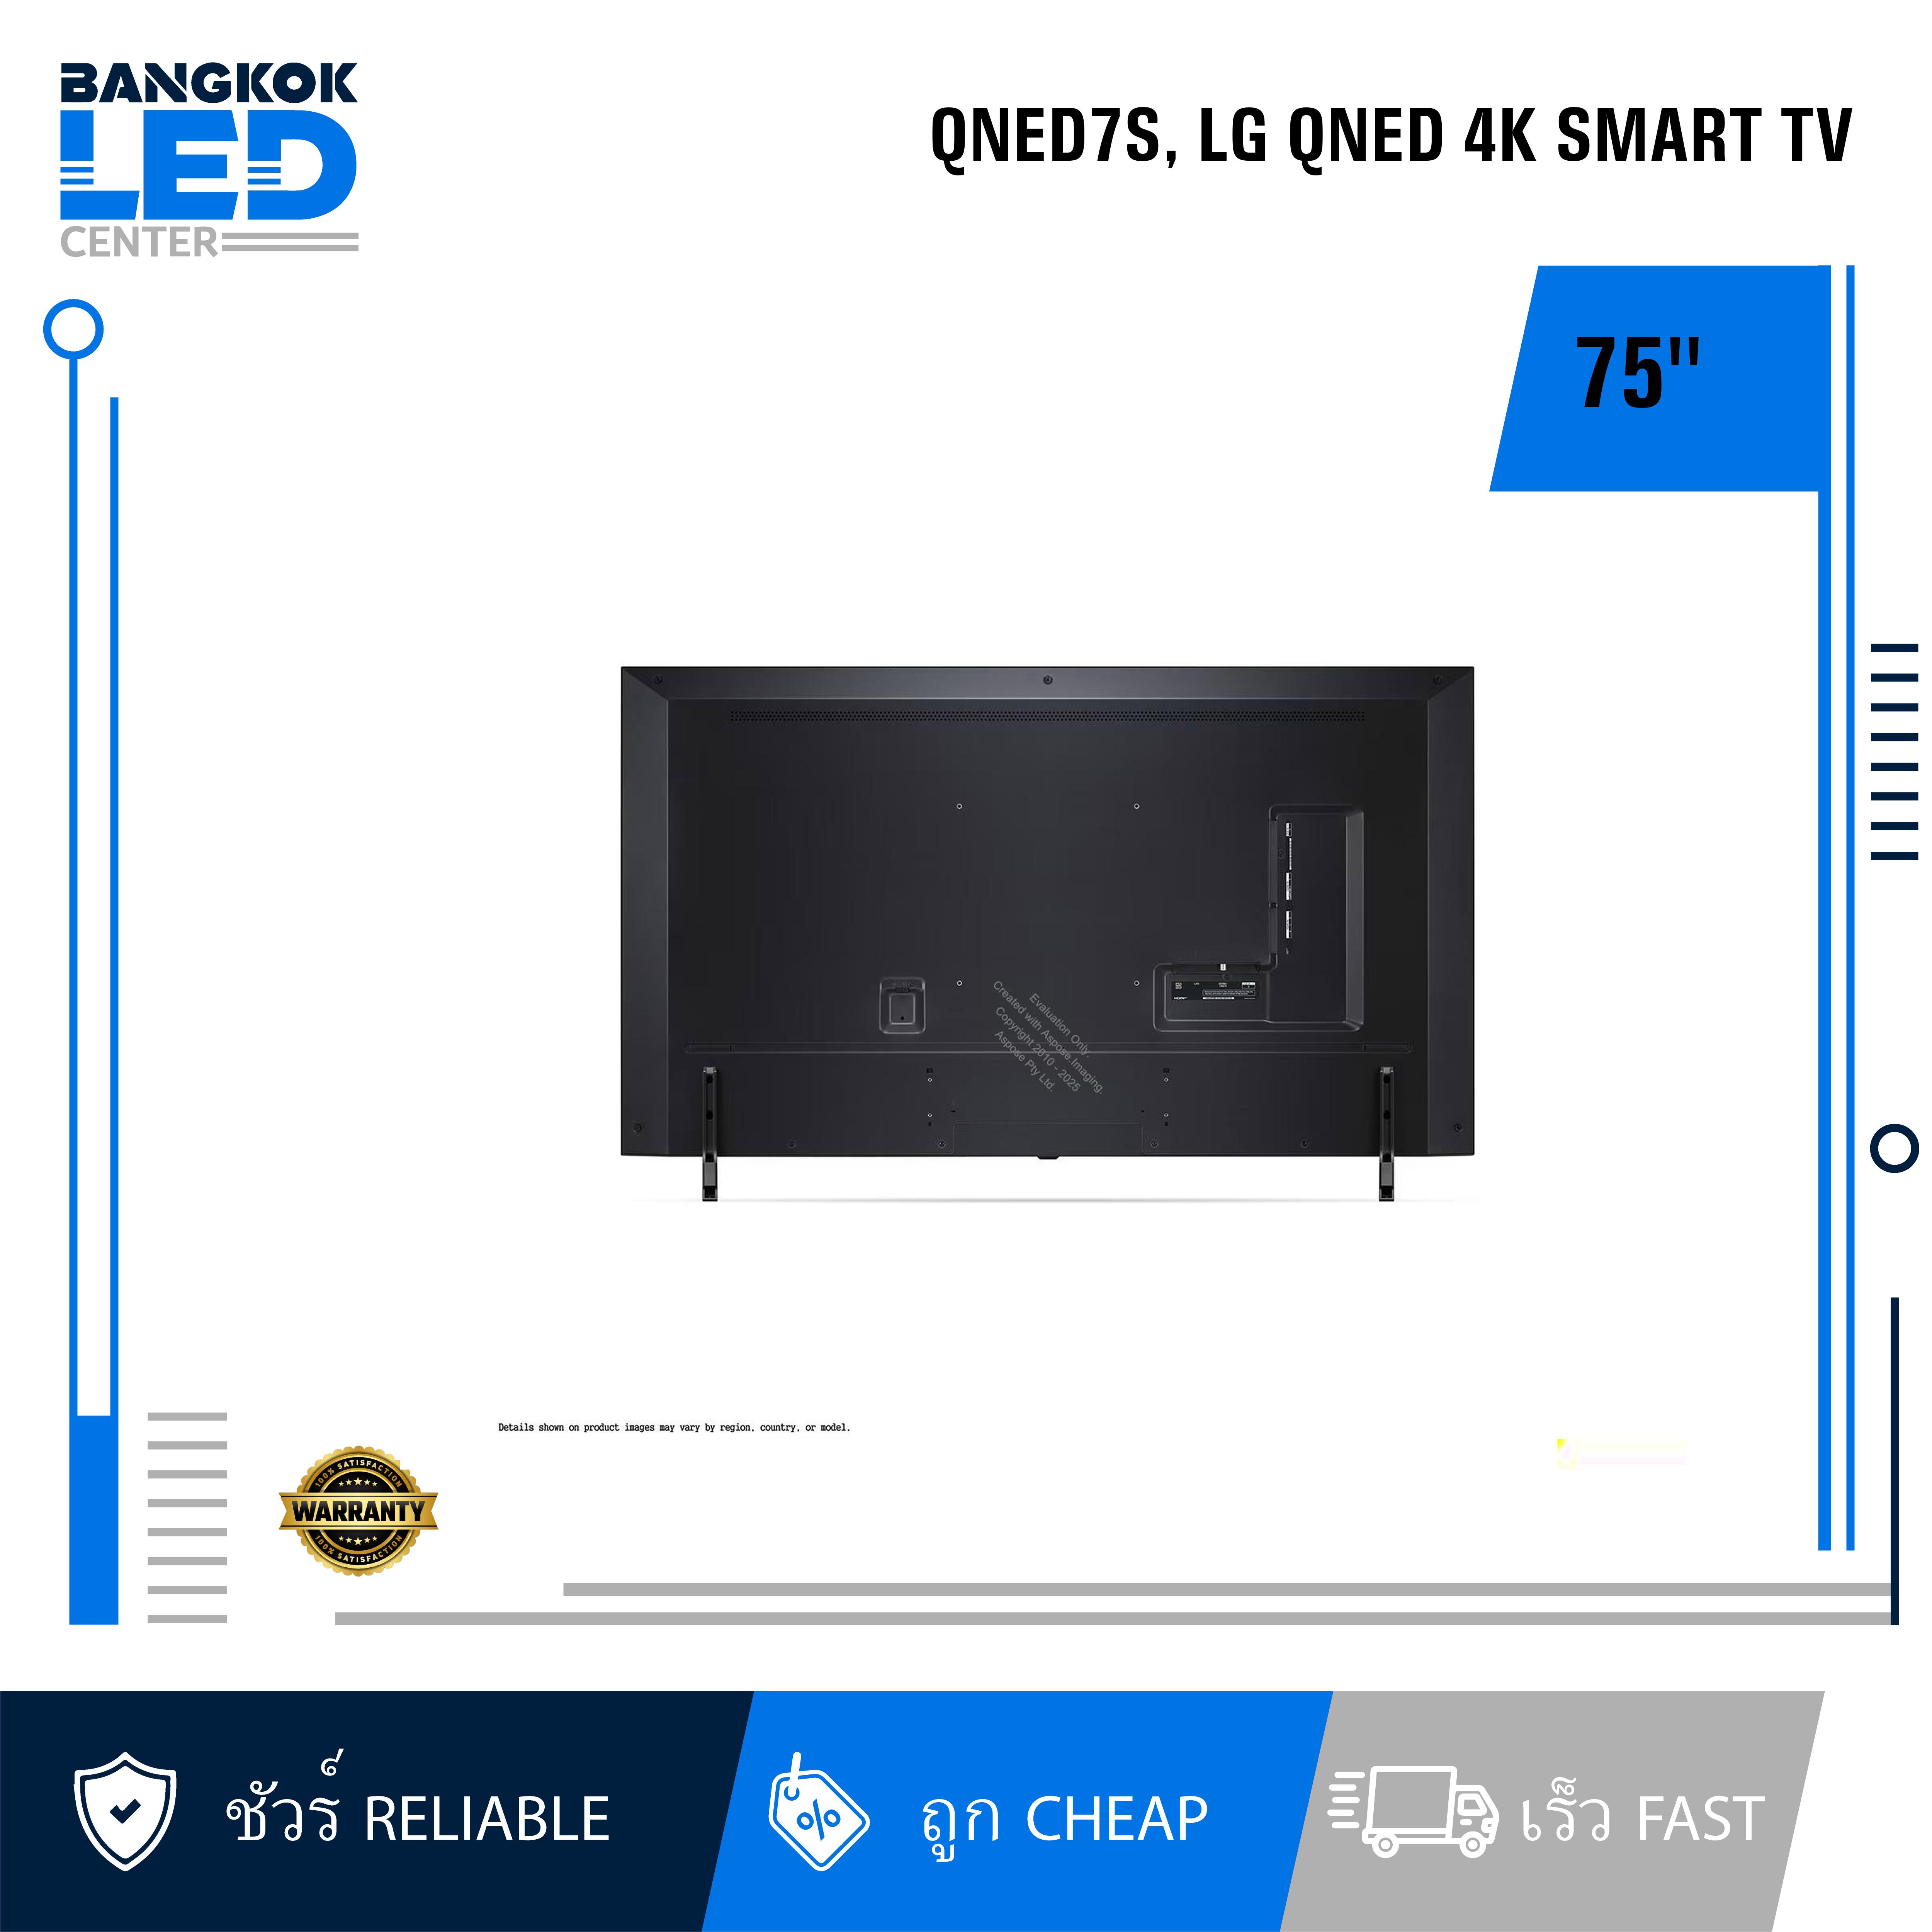 BANGKOK
LED
CENTER
QNED7S, LG QNED 4K SMART TV
75"
Evaluation Only.
Created with Aspose.Imaging.
Copyright 2010 - 2025
Aspose Pty Ltd.
Details shown on product images may vary by region, country, or model.
100% SATISFACTION
WARRANTY
100% SATISFACTION
ชัวร์ RELIABLE
% ถูก CHEAP
เร็ว FAST